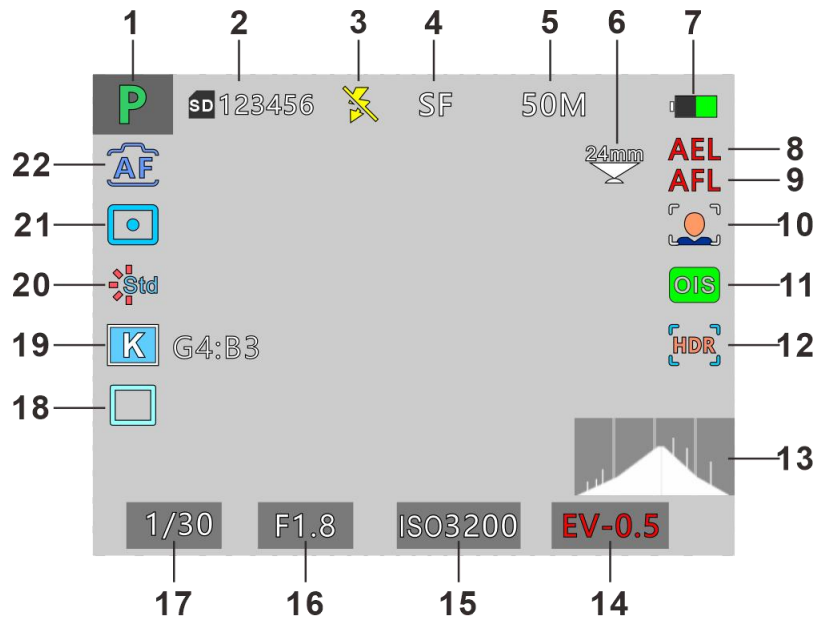 1 2 3 4 5 6 7
P SD 123456 SF 50M
24mm AEL 8
22 AF AFL 9
21 10
20 Std OIS 11
19 K G4:B3 HDR 12
18
13
1/30 F1.8 ISO3200 EV-0.5
17 16 15 14